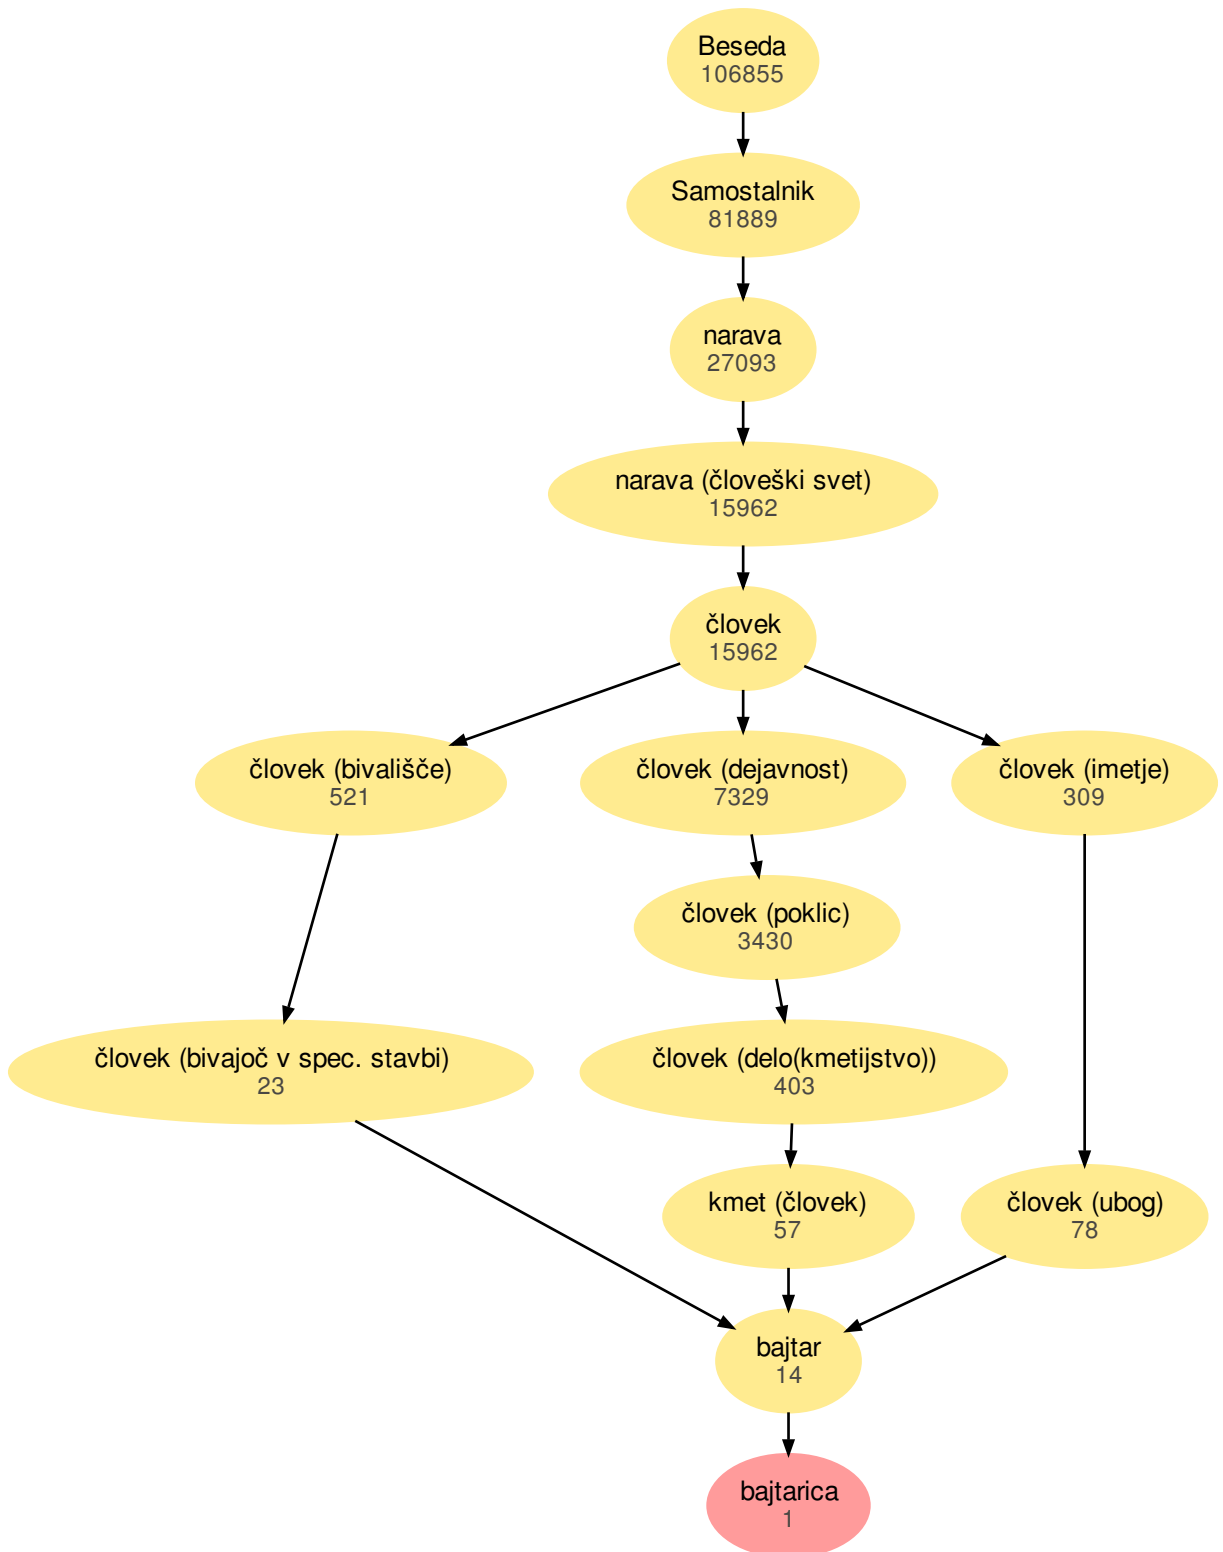 Beseda
106855
Samostalnik
81889
narava
27093
narava (človeški svet)
15962
človek
15962
človek (bivališče)
521
človek (dejavnost)
7329
človek (imetje)
309
človek (poklic)
3430
človek (bivajoč v spec. stavbi)
23
človek (delo(kmetijstvo))
403
kmet (človek)
57
človek (ubog)
78
bajtar
14
bajtarica
1